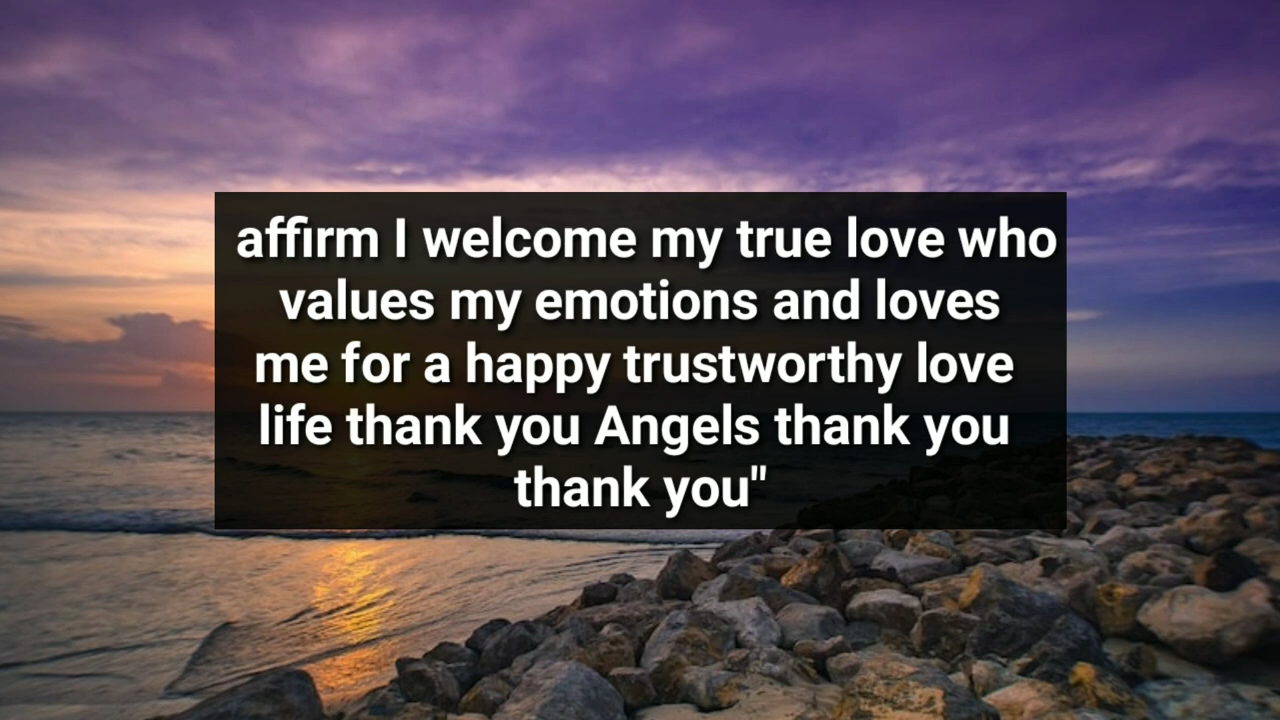 affirm I welcome my true love who
values my emotions and loves
me for a happy trustworthy love
life thank you Angels thank you
thank you"